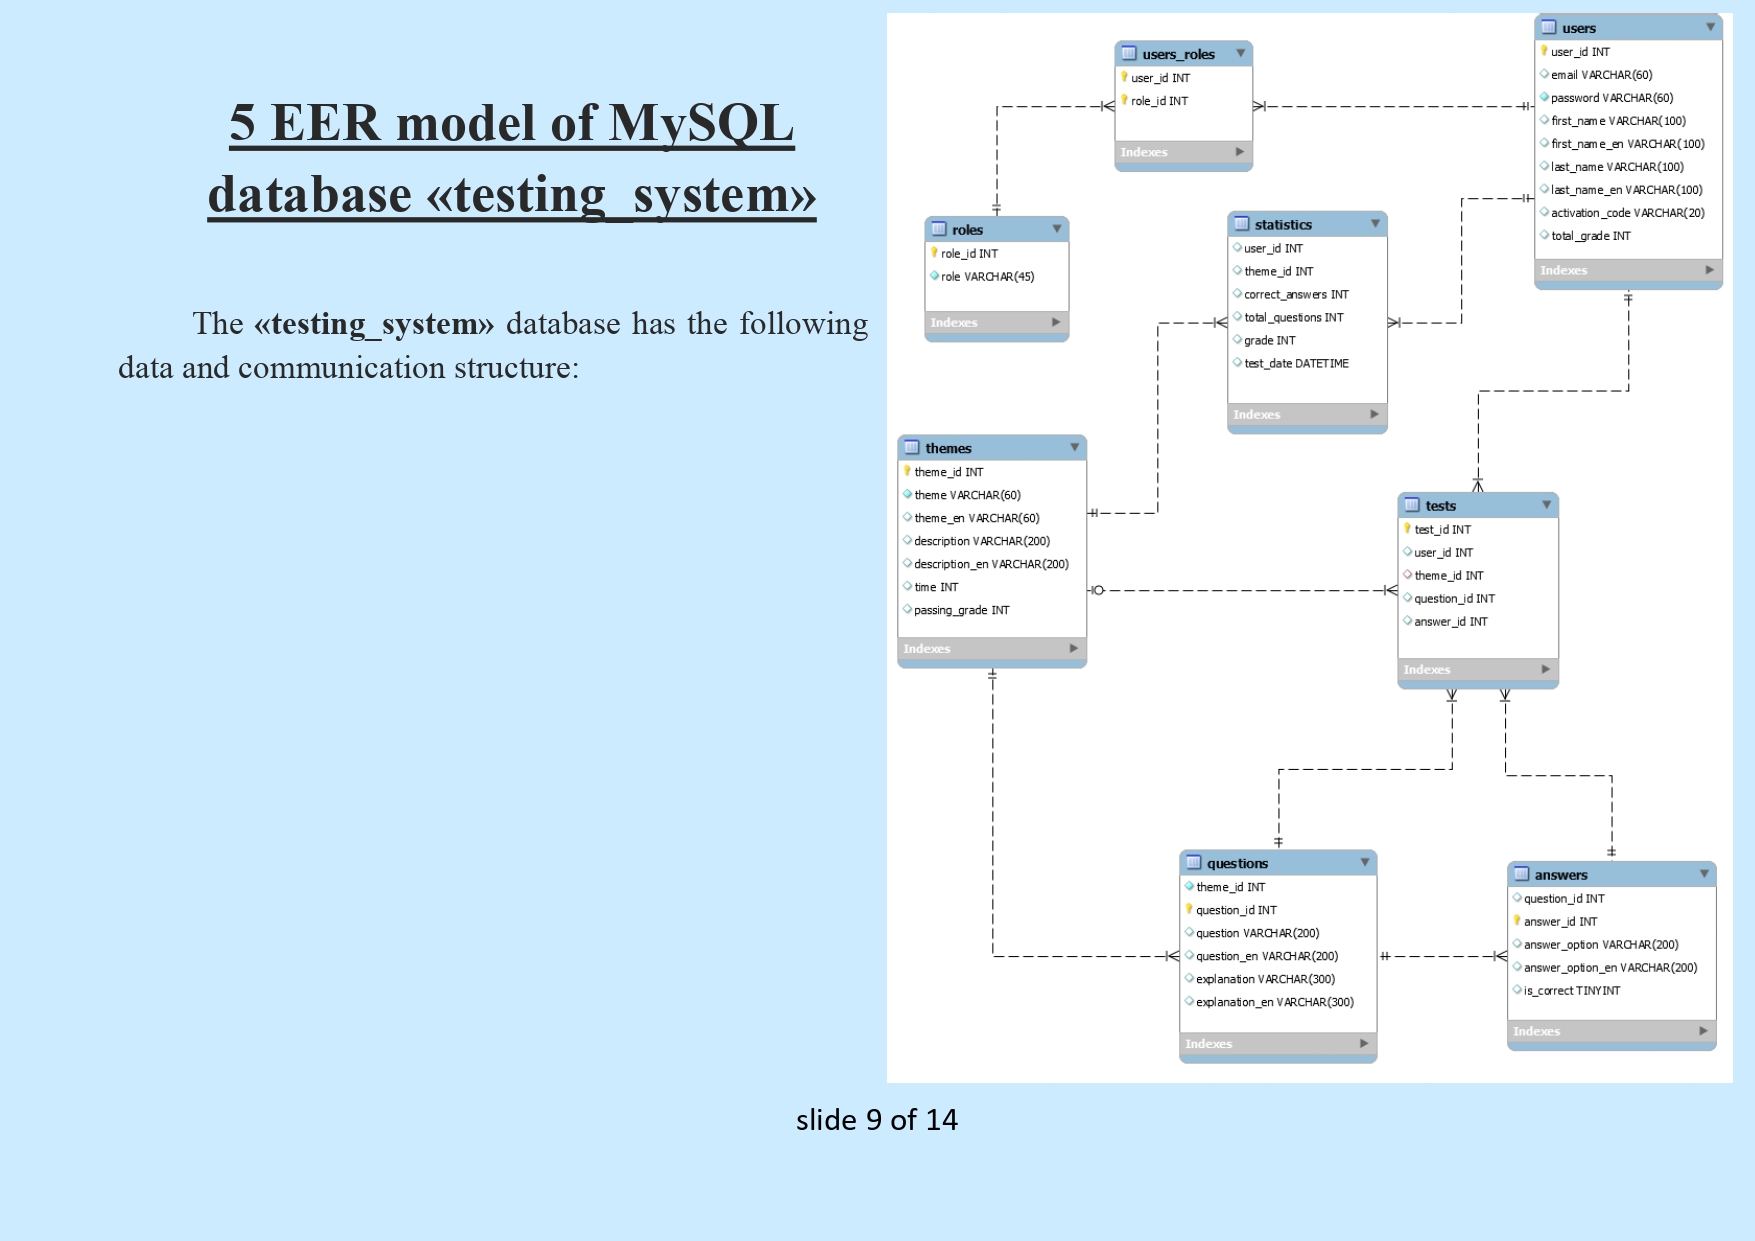 5 EER model of MySQL
database «testing_system»
The «testing_system» database has the following
data and communication structure:
users_roles
user_id INT
role_id INT
Indexes
users
user_id INT
email VARCHAR(60)
password VARCHAR(60)
first_name VARCHAR(100)
first_name_en VARCHAR(100)
last_name VARCHAR(100)
last_name_en VARCHAR(100)
activation_code VARCHAR(20)
total_grade INT
Indexes
roles
role_id INT
role VARCHAR(45)
Indexes
statistics
user_id INT
theme_id INT
correct_answers INT
total_questions INT
grade INT
test_date DATETIME
Indexes
themes
theme_id INT
theme VARCHAR(60)
theme_en VARCHAR(60)
description VARCHAR(200)
description_en VARCHAR(200)
time INT
passing_grade INT
Indexes
tests
test_id INT
user_id INT
theme_id INT
question_id INT
answer_id INT
Indexes
questions
theme_id INT
question_id INT
question VARCHAR(200)
question_en VARCHAR(200)
explanation VARCHAR(300)
explanation_en VARCHAR(300)
Indexes
answers
question_id INT
answer_id INT
answer_option VARCHAR(200)
answer_option_en VARCHAR(200)
is_correct TINYINT
Indexes
slide 9 of 14